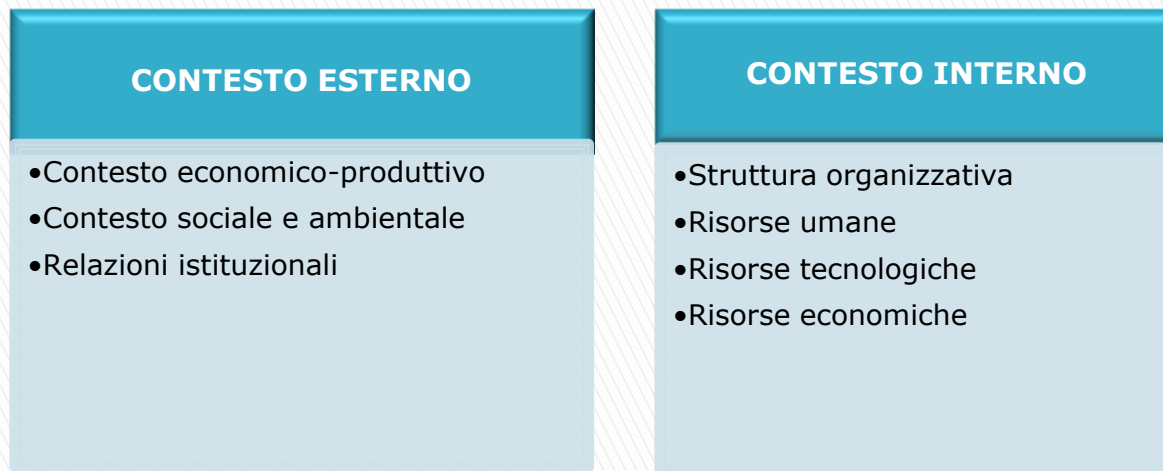 CONTESTO ESTERNO
•Contesto economico-produttivo
•Contesto sociale e ambientale
•Relazioni istituzionali
CONTESTO INTERNO
•Struttura organizzativa
•Risorse umane
•Risorse tecnologiche
•Risorse economiche